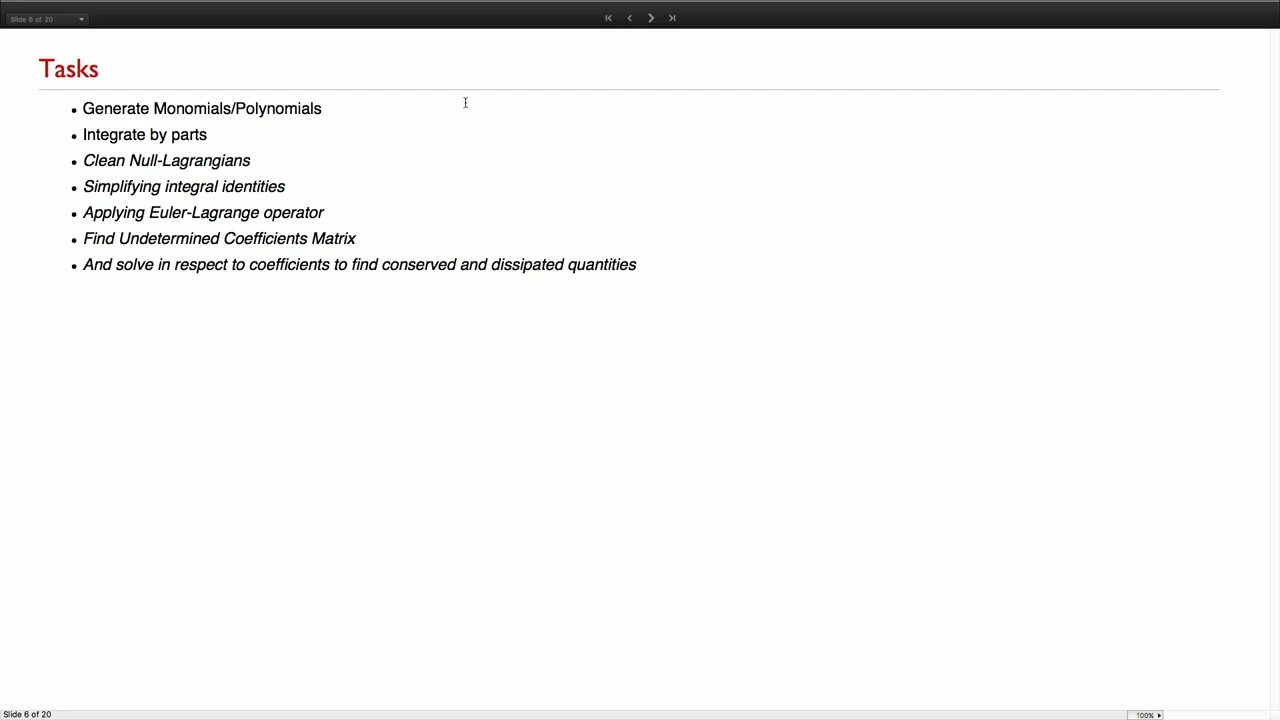 Slide 6 of 20
Tasks
• Generate Monomials/Polynomials
• Integrate by parts
• Clean Null-Lagrangians
• Simplifying integral identities
• Applying Euler-Lagrange operator
• Find Undetermined Coefficients Matrix
• And solve in respect to coefficients to find conserved and dissipated quantities
Slide 6 of 20
100%